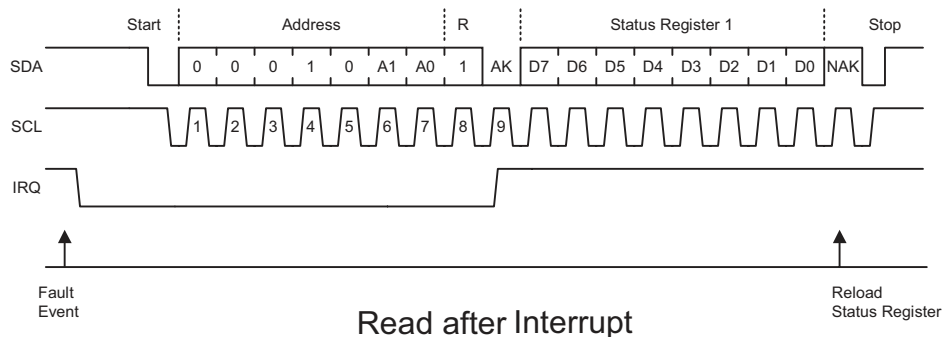 Start Address R Status Register 1 Stop
SDA 0 0 0 1 0 A1 A0 1 AK D7 D6 D5 D4 D3 D2 D1 D0 NAK
SCL 1 2 3 4 5 6 7 8 9
IRQ
Fault
Event
Reload
Status Register
Read after Interrupt